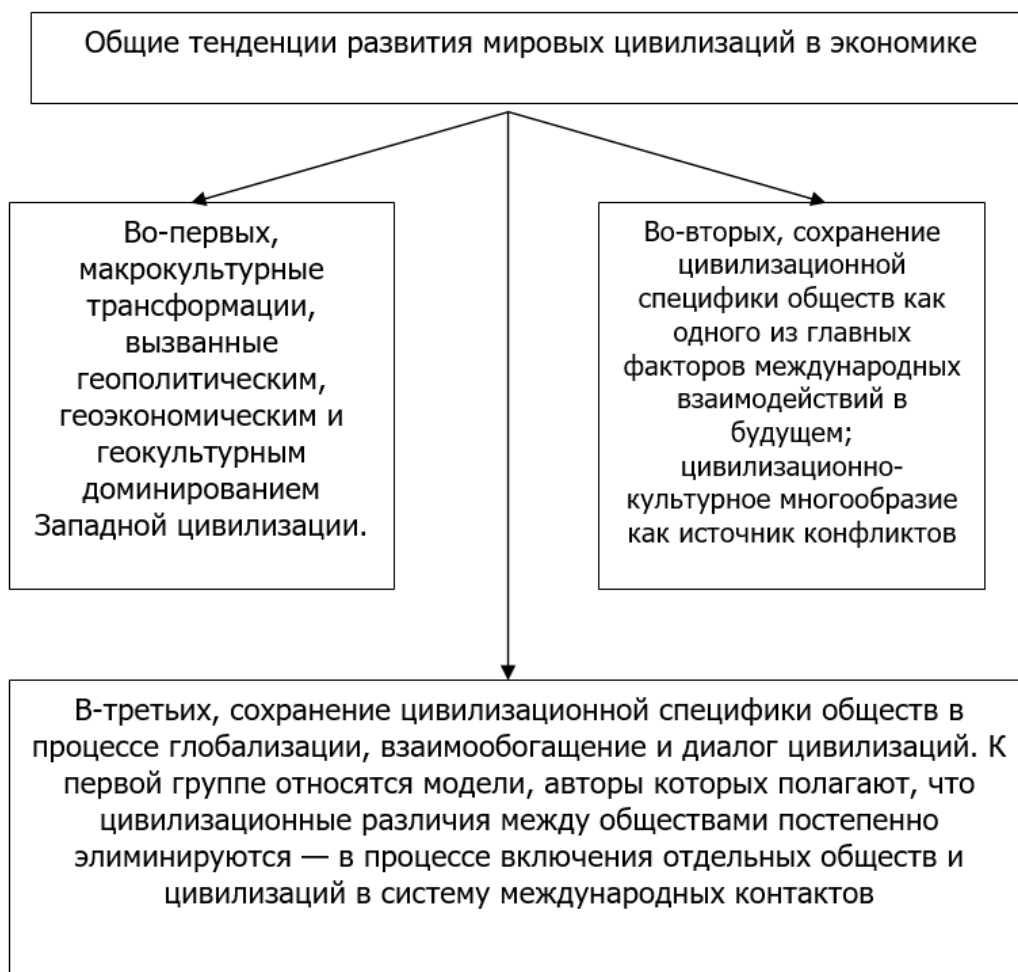 Общие тенденции развития мировых цивилизаций в экономике
Во-первых,
макрокультурные
трансформации,
вызванные
геополитическим,
геоэкономическим и
геокультурным
доминированием
Западной цивилизации.
Во-вторых, сохранение
цивилизационной
специфики обществ как
одного из главных
факторов международных
взаимодействий в
будущем;
цивилизационно-
культурное многообразие
как источник конфликтов
В-третьих, сохранение цивилизационной специфики обществ в
процессе глобализации, взаимообогащение и диалог цивилизаций. К
первой группе относятся модели, авторы которых полагают, что
цивилизационные различия между обществами постепенно
элиминируются — в процессе включения отдельных обществ и
цивилизаций в систему международных контактов